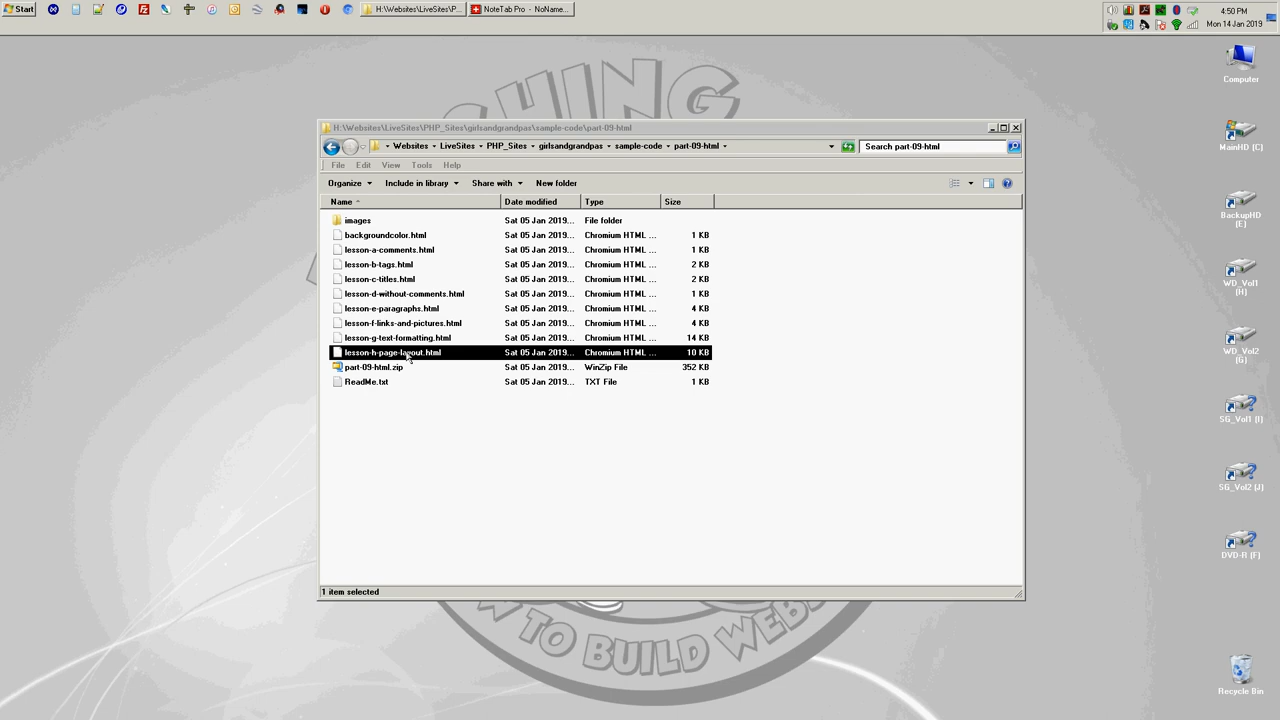 Start
H:\Websites\LiveSites\P...
NoteTab Pro - NoName...
4:50 PM
Mon 14 Jan 2019
HING
Computer
MainHD (C)
BackupHD (E)
WD_Vol1 (H)
WD_Vol2 (G)
SG_Vol1 (I)
SG_Vol2 (J)
DVD-R (F)
Recycle Bin
H:\Websites\LiveSites\PHP_Sites\girlsandgrandpas\sample-code\part-09-html
Websites LiveSites PHP_Sites girlsandgrandpas sample-code part-09-html Search part-09-html
File Edit View Tools Help
Organize Include in library Share with New folder
Name Date modified Type Size
images Sat 05 Jan 2019... File folder
backgroundcolor.html Sat 05 Jan 2019... Chromium HTML ... 1 KB
lesson-a-comments.html Sat 05 Jan 2019... Chromium HTML ... 1 KB
lesson-b-tags.html Sat 05 Jan 2019... Chromium HTML ... 2 KB
lesson-c-titles.html Sat 05 Jan 2019... Chromium HTML ... 2 KB
lesson-d-without-comments.html Sat 05 Jan 2019... Chromium HTML ... 1 KB
lesson-e-paragraphs.html Sat 05 Jan 2019... Chromium HTML ... 4 KB
lesson-f-links-and-pictures.html Sat 05 Jan 2019... Chromium HTML ... 4 KB
lesson-g-text-formatting.html Sat 05 Jan 2019... Chromium HTML ... 14 KB
lesson-h-page-layout.html Sat 05 Jan 2019... Chromium HTML ... 10 KB
part-09-html.zip Sat 05 Jan 2019... WinZip File 352 KB
ReadMe.txt Sat 05 Jan 2019... TXT File 1 KB
1 item selected
W TO BUILD WEB